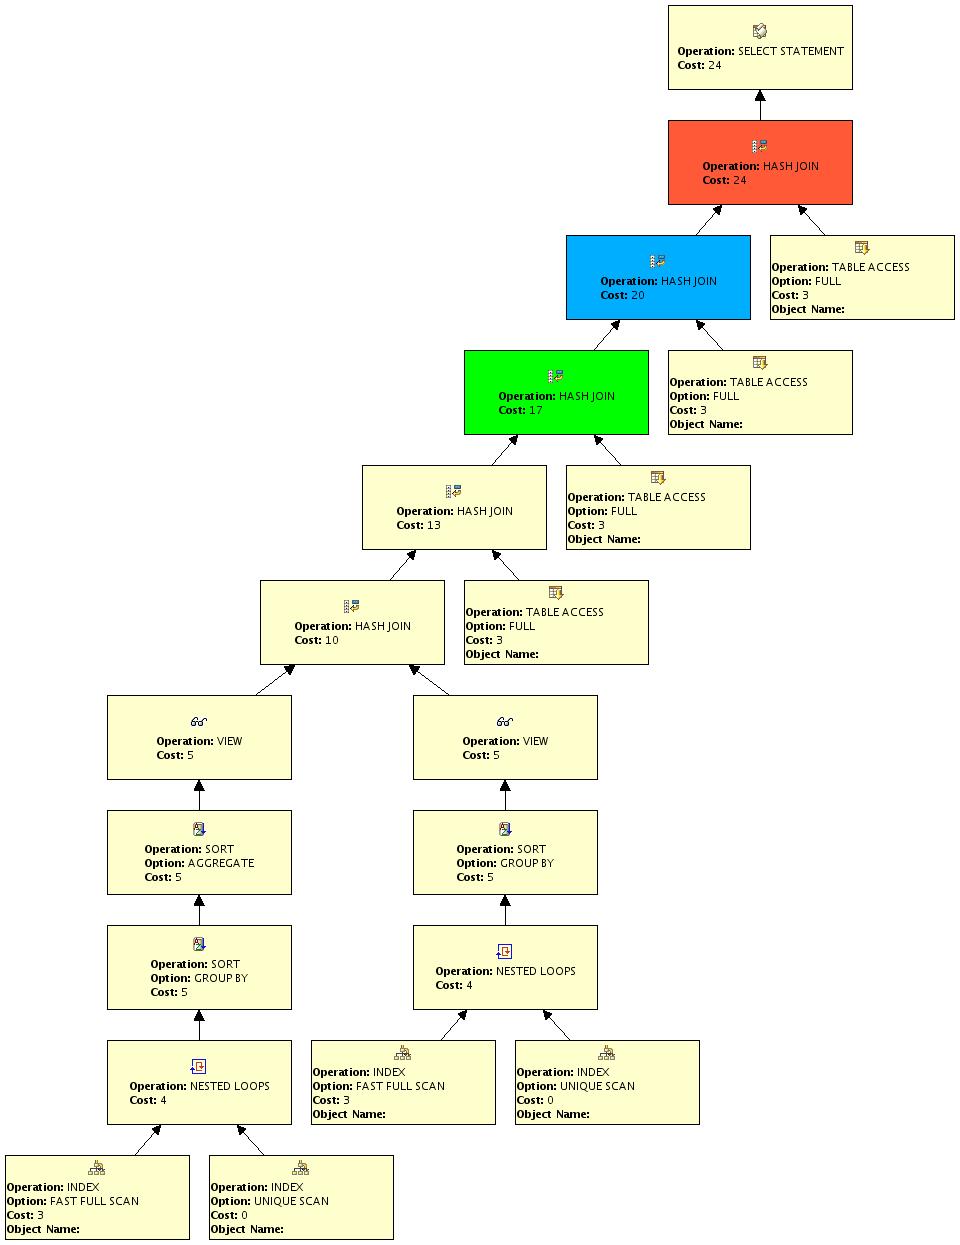 Operation: SELECT STATEMENT
Cost: 24
Operation: HASH JOIN
Cost: 24
Operation: HASH JOIN
Cost: 20
Operation: TABLE ACCESS
Option: FULL
Cost: 3
Object Name:
Operation: HASH JOIN
Cost: 17
Operation: TABLE ACCESS
Option: FULL
Cost: 3
Object Name:
Operation: HASH JOIN
Cost: 13
Operation: TABLE ACCESS
Option: FULL
Cost: 3
Object Name:
Operation: HASH JOIN
Cost: 10
Operation: TABLE ACCESS
Option: FULL
Cost: 3
Object Name:
Operation: VIEW
Cost: 5
Operation: VIEW
Cost: 5
Operation: SORT
Option: AGGREGATE
Cost: 5
Operation: SORT
Option: GROUP BY
Cost: 5
Operation: SORT
Option: GROUP BY
Cost: 5
Operation: NESTED LOOPS
Cost: 4
Operation: NESTED LOOPS
Cost: 4
Operation: INDEX
Option: FAST FULL SCAN
Cost: 3
Object Name:
Operation: INDEX
Option: UNIQUE SCAN
Cost: 0
Object Name:
Operation: INDEX
Option: FAST FULL SCAN
Cost: 3
Object Name:
Operation: INDEX
Option: UNIQUE SCAN
Cost: 0
Object Name: